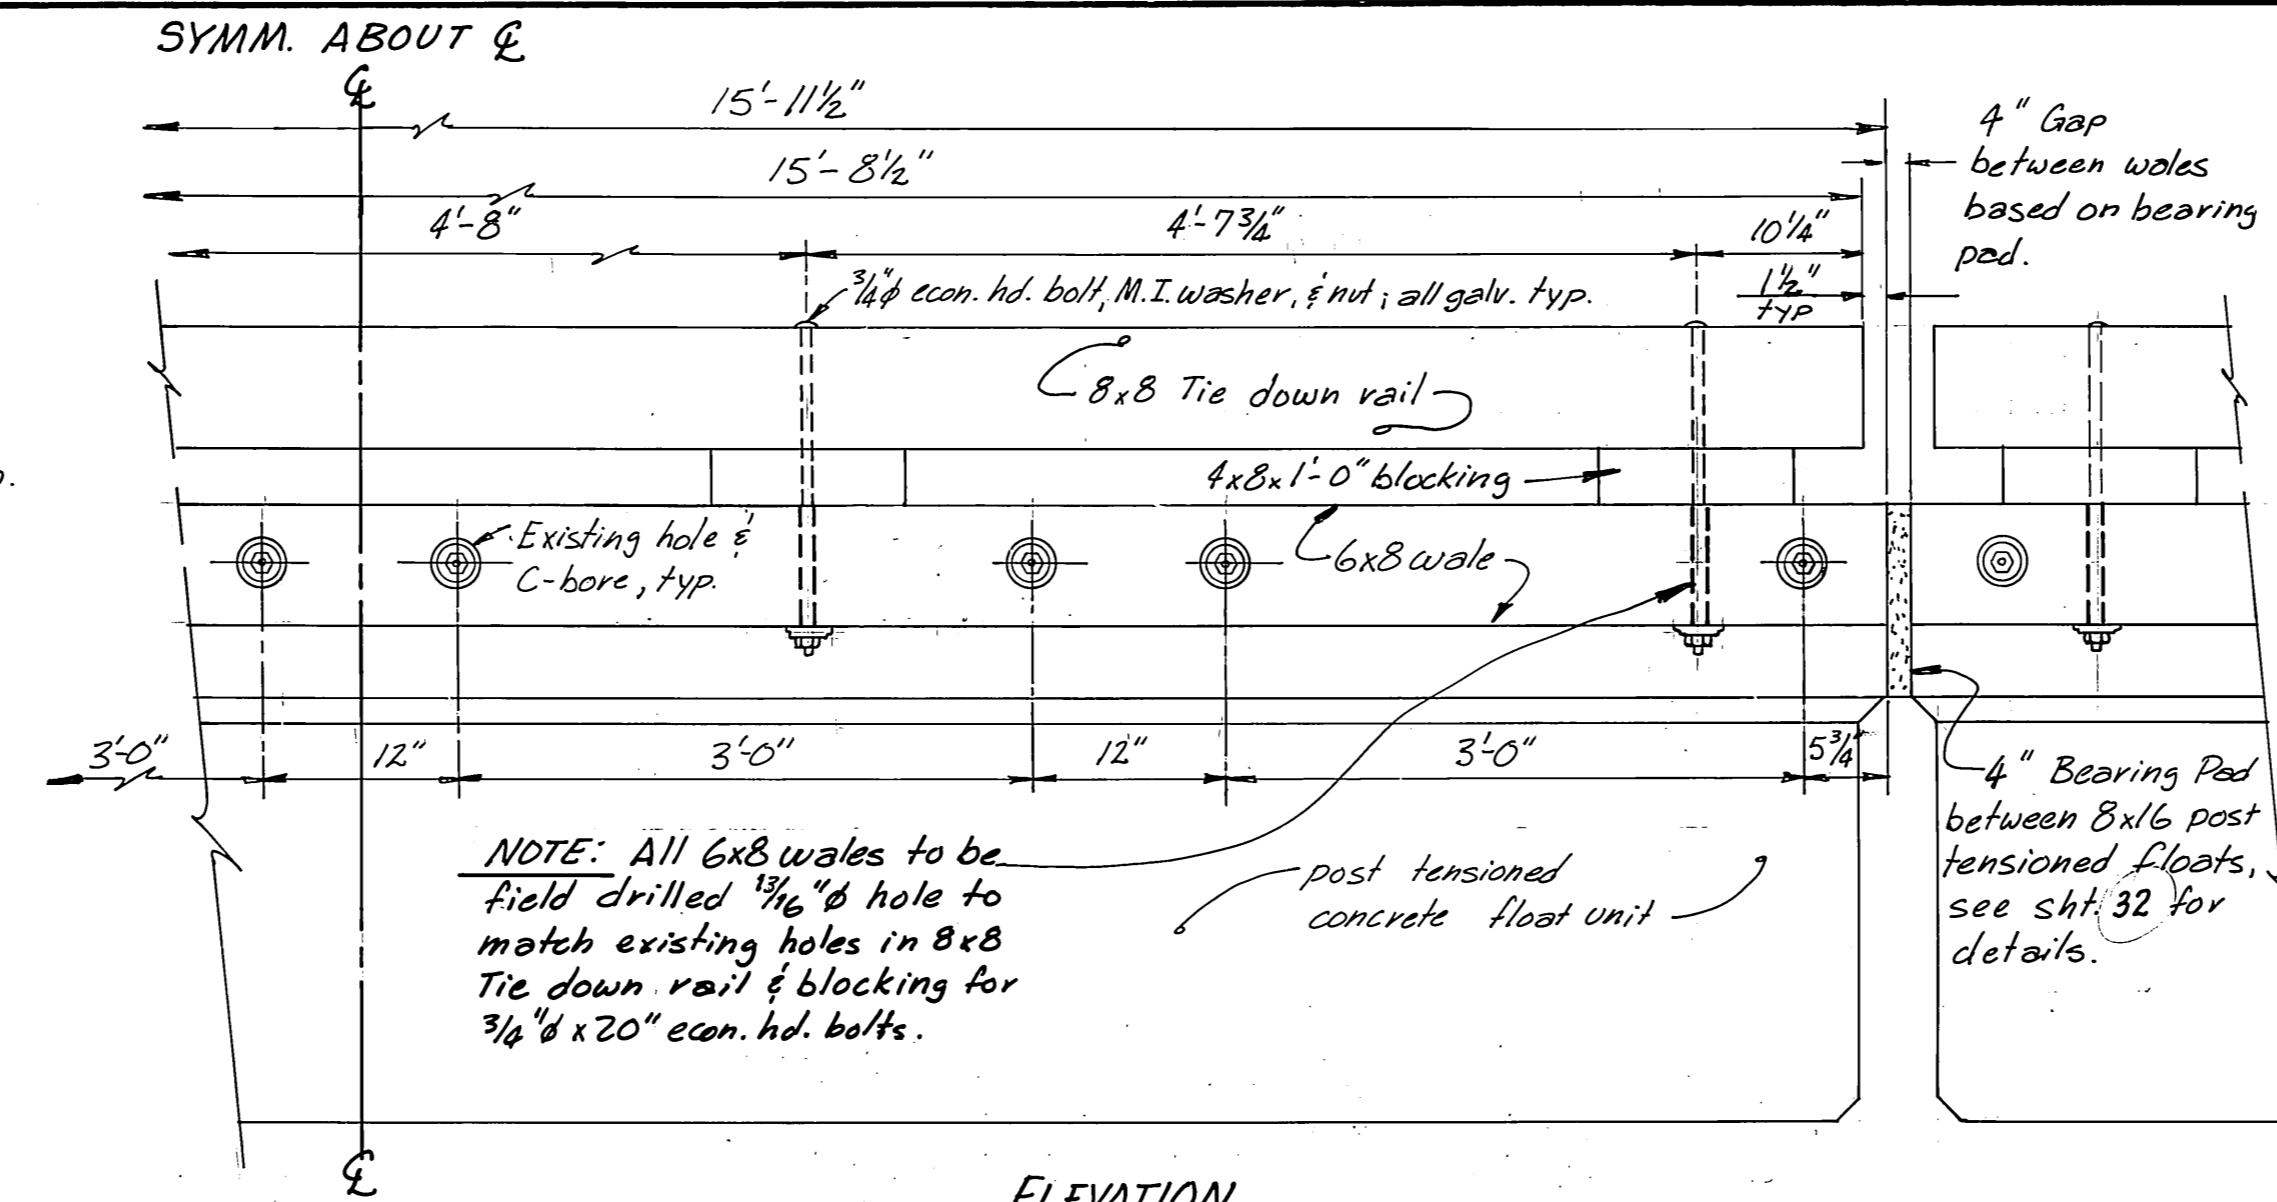 SYMM. ABOUT ℄
℄
15'-11½"
15'-8½"
4'-8"
4'-7¾"
10¼"
1½"
typ
4" Gap
between wales
based on bearing
pad.
¾"φ econ. hd. bolt, M.I. washer, & nut; all galv. typ.
8x8 Tie down rail
4x8x1'-0" blocking
Existing hole &
C-bore, typ.
6x8 wale
3'-0"
12"
3'-0"
12"
3'-0"
5¾"
4" Bearing Pad
between 8x16 post
tensioned floats,
see sht. 32 for
details.
NOTE: All 6x8 wales to be
field drilled 13/16"φ hole to
match existing holes in 8x8
Tie down rail & blocking for
¾"φ x 20" econ. hd. bolts.
post tensioned
concrete float unit
℄
ELEVATION